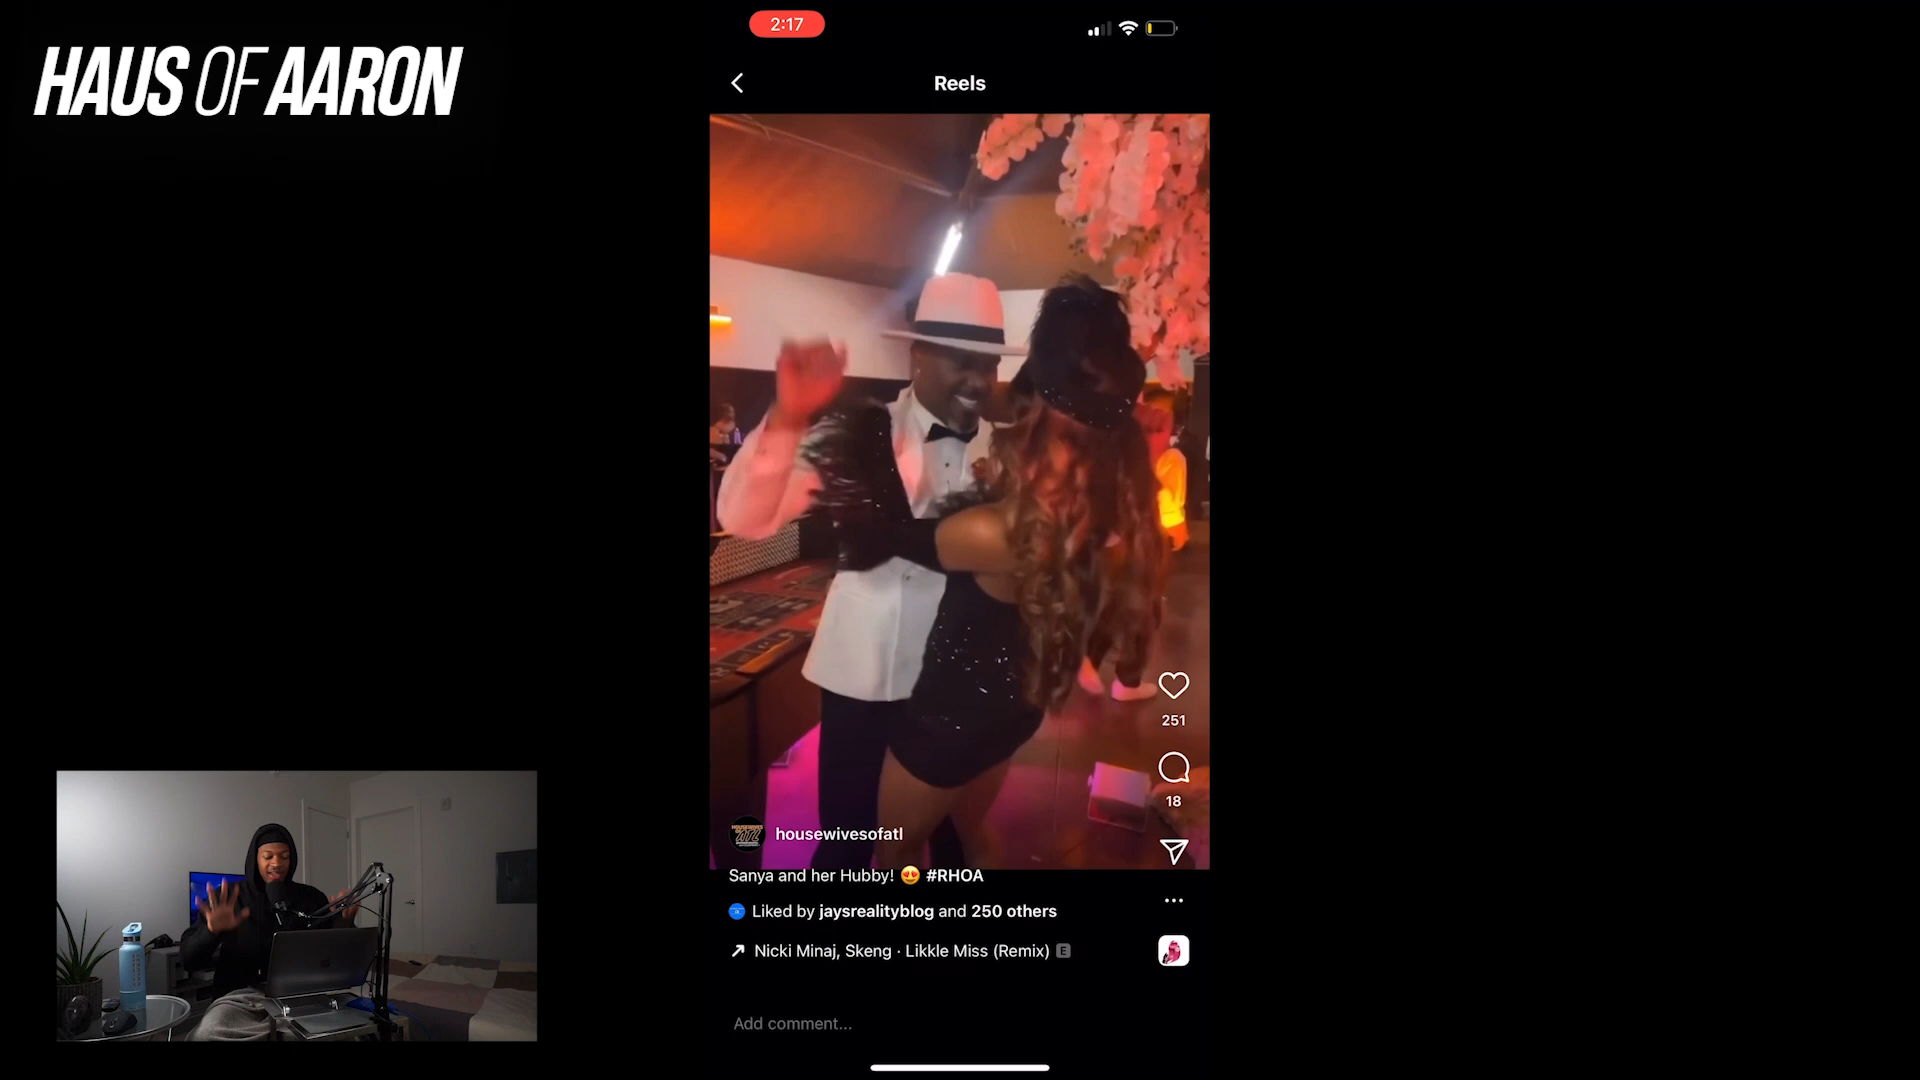 HAUS OF AARON
2:17
Reels
251
18
housewivesofatl
Sanya and her Hubby! 😍 #RHOA
Liked by jaysrealityblog and 250 others
Nicki Minaj, Skeng · Likkle Miss (Remix) E
Add comment...